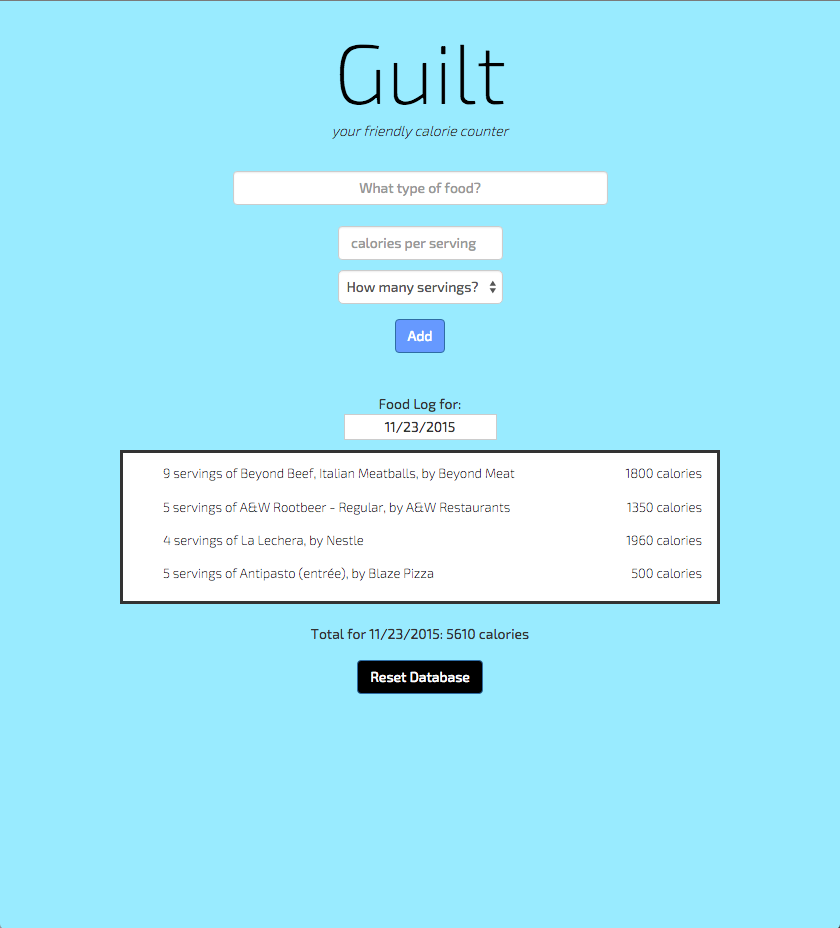 Guilt
your friendly calorie counter
What type of food?
calories per serving
How many servings?
Add
Food Log for:
11/23/2015
9 servings of Beyond Beef, Italian Meatballs, by Beyond Meat 1800 calories
5 servings of A&W Rootbeer - Regular, by A&W Restaurants 1350 calories
4 servings of La Lechera, by Nestle 1960 calories
5 servings of Antipasto (entrée), by Blaze Pizza 500 calories
Total for 11/23/2015: 5610 calories
Reset Database